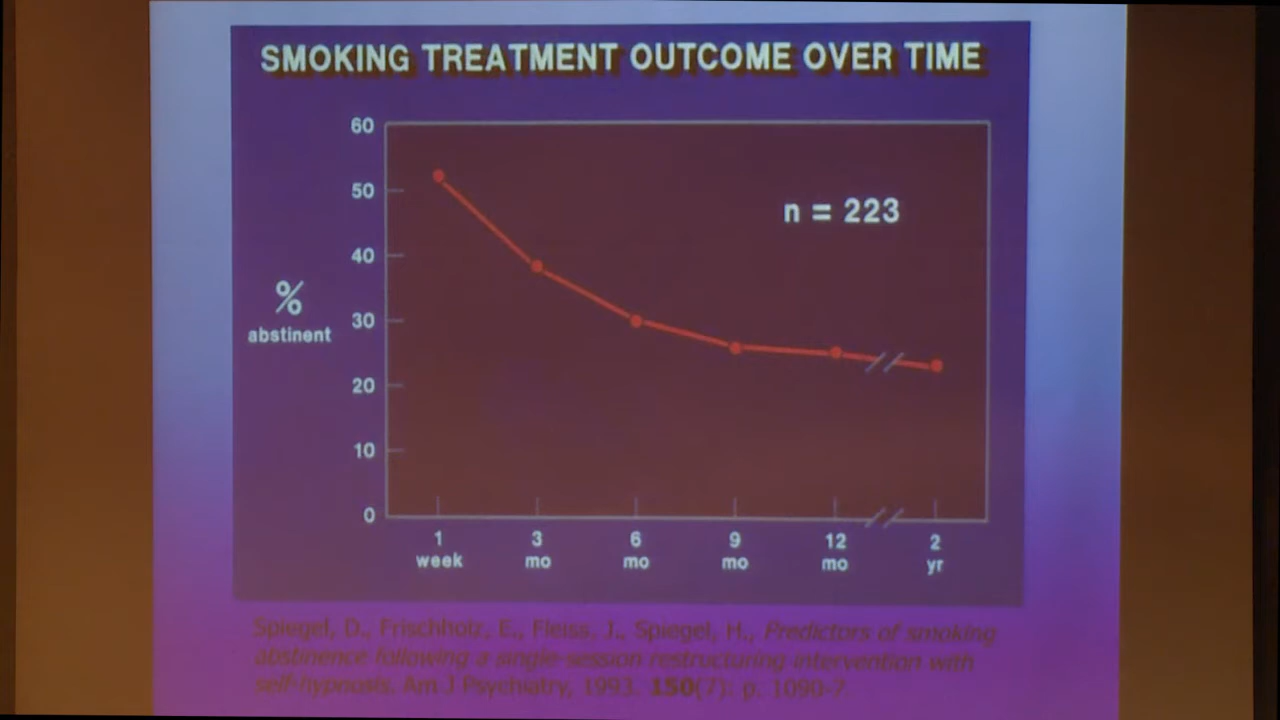 SMOKING TREATMENT OUTCOME OVER TIME
60
50
40
30
20
10
0
%
abstinent
n = 223
1 3 6 9 12 2
week mo mo mo mo yr
Spiegel, D., Frischholz, E., Fleiss, J., Spiegel, H., Predictors of smoking
abstinence following a single-session restructuring intervention with
self-hypnosis. Am J Psychiatry, 1993. 150(7): p. 1090-7.